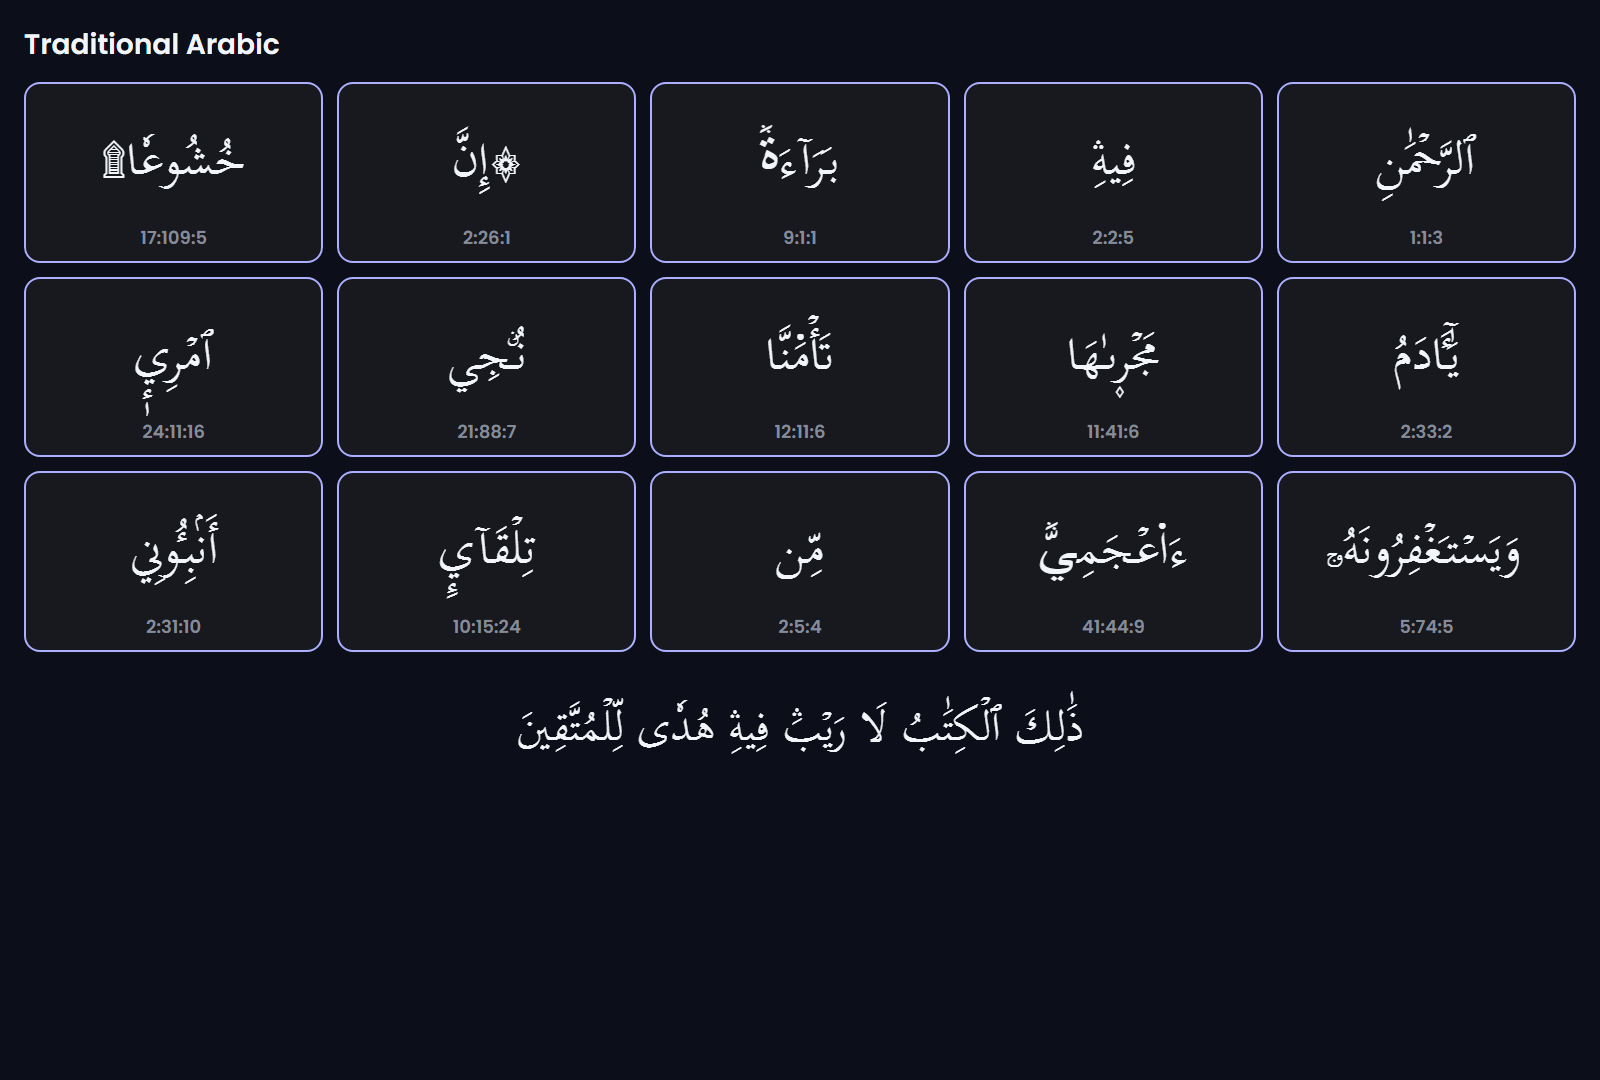 Traditional Arabic
ٱلرَّحْمَٰنِ فِيهِۛ بَرَآءَةٌۭ ۞إِنَّ خُشُوعًۭا۩
1:1:3 2:2:5 9:1:1 2:26:1 17:109:5
يَٰٓـَٔادَمُ مَجْر۪ىٰهَا تَأْمَ۫نَّا نُـۨجِي ٱمْرِيٕٖ
2:33:2 11:41:6 12:11:6 21:88:7 24:11:16
وَيَسْتَغْفِرُونَهُۥۚ ءَا۬عْجَمِىٌّۭ مِّن تِلْقَآيِٕ أَنۢبِـُٔونِي
5:74:5 41:44:9 2:5:4 10:15:24 2:31:10
ذَٰلِكَ ٱلْكِتَٰبُ لَا رَيْبَۛ فِيهِۛ هُدًۭى لِّلْمُتَّقِينَ